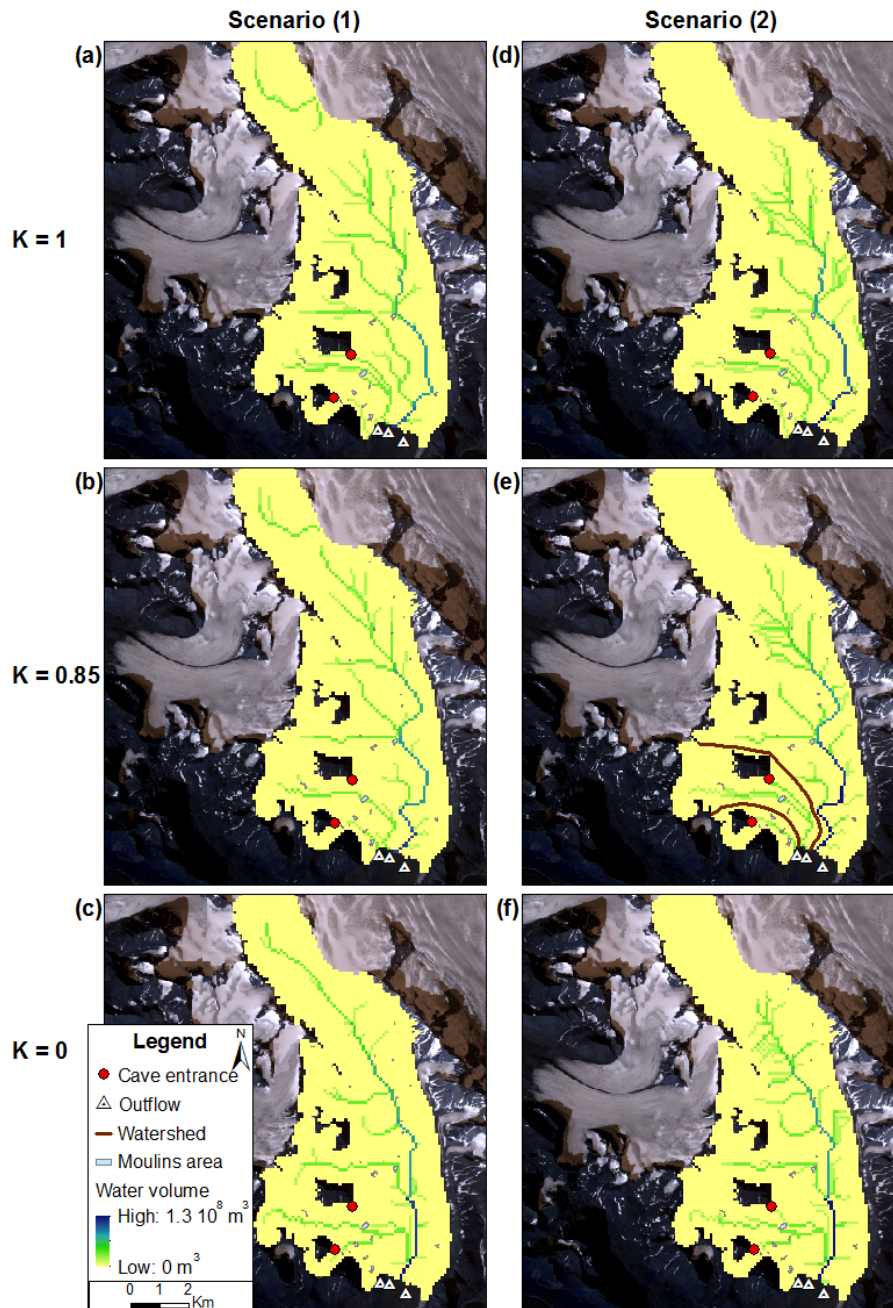 Scenario (1)
Scenario (2)
(a)
(d)
K = 1
(b)
(e)
K = 0.85
(c)
(f)
K = 0
Legend
N
Cave entrance
Outflow
Watershed
Moulins area
Water volume
High: 1.3 10⁸ m³
Low: 0 m³
0 1 2
Km